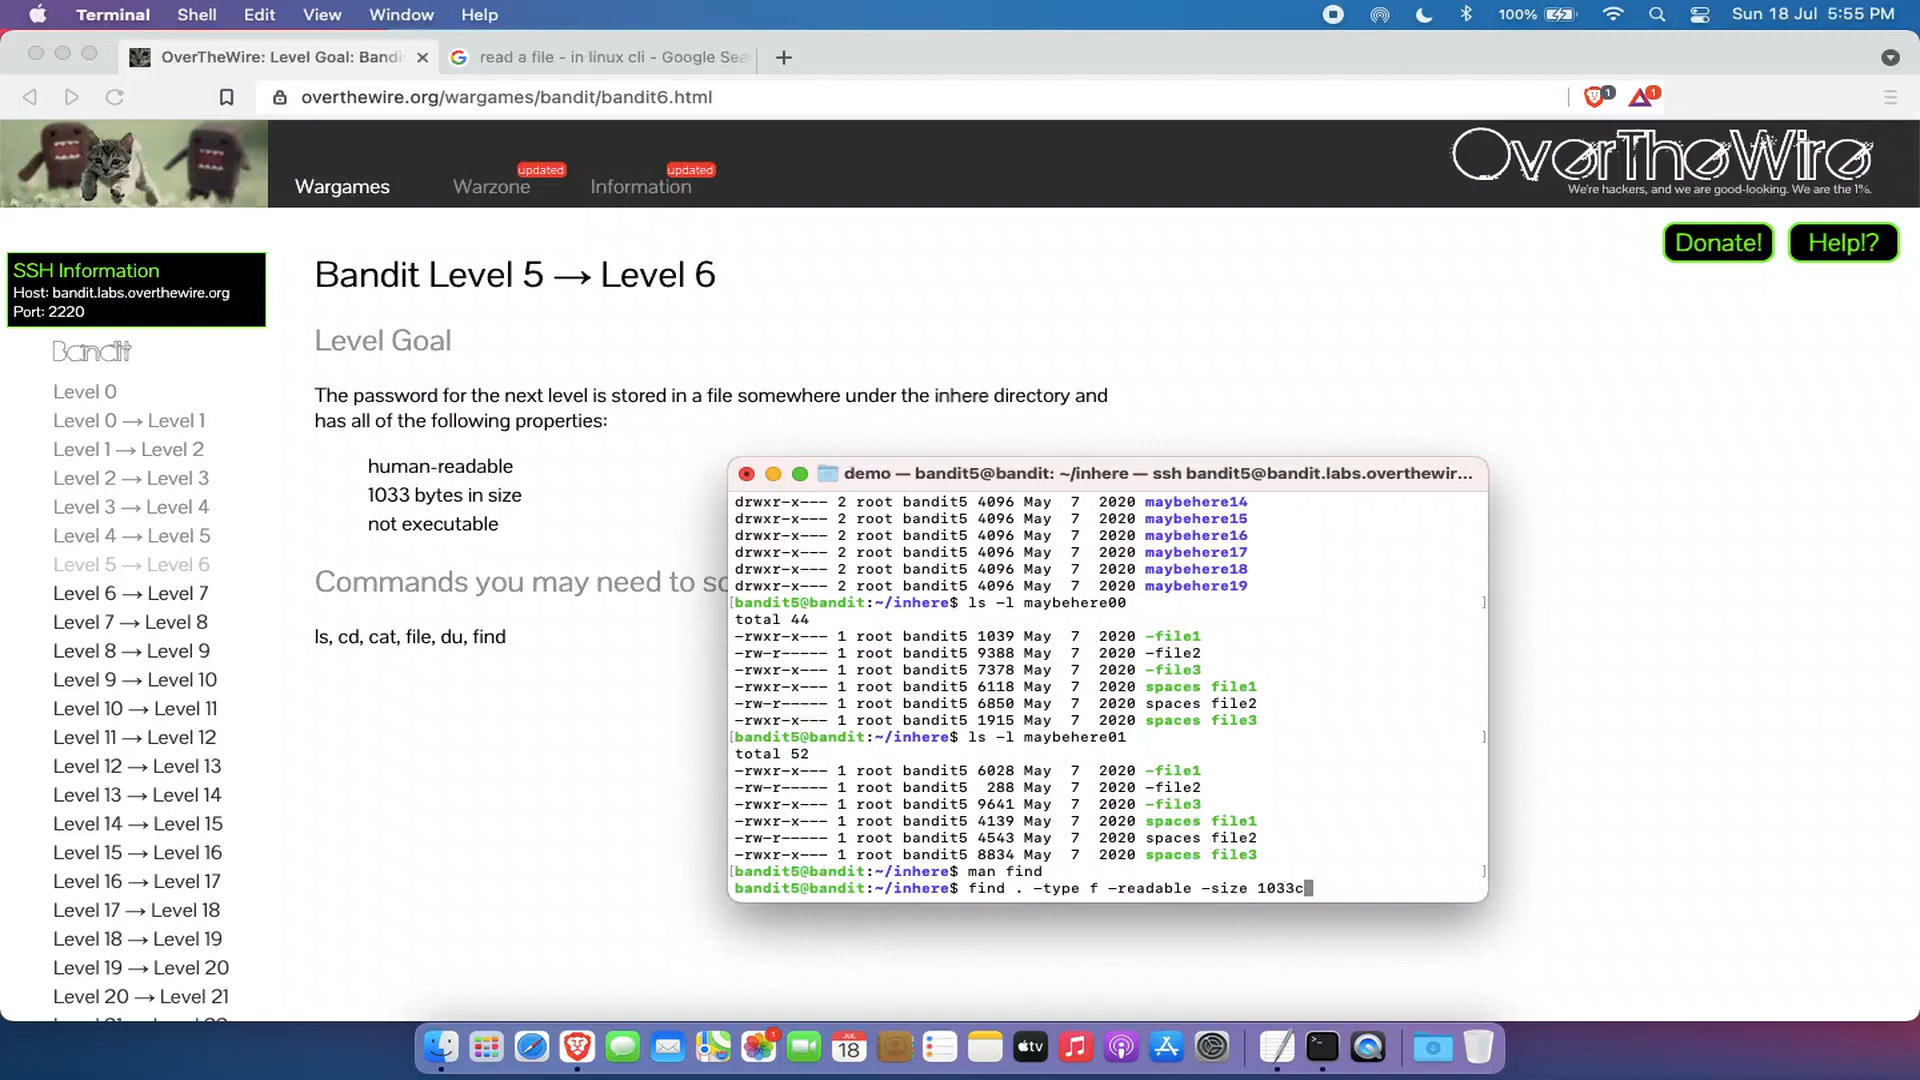 Terminal Shell Edit View Window Help 100% Sun 18 Jul 5:55 PM
OverTheWire: Level Goal: Bandi read a file - in linux cli - Google Sea
overthewire.org/wargames/bandit/bandit6.html 1 1
Wargames Warzone updated Information updated
OverTheWire
We're hackers, and we are good-looking. We are the 1%.
Donate! Help!?
SSH Information
Host: bandit.labs.overthewire.org
Port: 2220
Bandit
Level 0
Level 0 → Level 1
Level 1 → Level 2
Level 2 → Level 3
Level 3 → Level 4
Level 4 → Level 5
Level 5 → Level 6
Level 6 → Level 7
Level 7 → Level 8
Level 8 → Level 9
Level 9 → Level 10
Level 10 → Level 11
Level 11 → Level 12
Level 12 → Level 13
Level 13 → Level 14
Level 14 → Level 15
Level 15 → Level 16
Level 16 → Level 17
Level 17 → Level 18
Level 18 → Level 19
Level 19 → Level 20
Level 20 → Level 21
Bandit Level 5 → Level 6
Level Goal
The password for the next level is stored in a file somewhere under the inhere directory and
has all of the following properties:
human-readable
1033 bytes in size
not executable
Commands you may need to so
ls, cd, cat, file, du, find
demo — bandit5@bandit: ~/inhere — ssh bandit5@bandit.labs.overthewir...
drwxr-x--- 2 root bandit5 4096 May 7 2020 maybehere14
drwxr-x--- 2 root bandit5 4096 May 7 2020 maybehere15
drwxr-x--- 2 root bandit5 4096 May 7 2020 maybehere16
drwxr-x--- 2 root bandit5 4096 May 7 2020 maybehere17
drwxr-x--- 2 root bandit5 4096 May 7 2020 maybehere18
drwxr-x--- 2 root bandit5 4096 May 7 2020 maybehere19
[bandit5@bandit:~/inhere$ ls -l maybehere00 ]
total 44
-rwxr-x--- 1 root bandit5 1039 May 7 2020 -file1
-rw-r----- 1 root bandit5 9388 May 7 2020 -file2
-rwxr-x--- 1 root bandit5 7378 May 7 2020 -file3
-rwxr-x--- 1 root bandit5 6118 May 7 2020 spaces file1
-rw-r----- 1 root bandit5 6850 May 7 2020 spaces file2
-rwxr-x--- 1 root bandit5 1915 May 7 2020 spaces file3
[bandit5@bandit:~/inhere$ ls -l maybehere01 ]
total 52
-rwxr-x--- 1 root bandit5 6028 May 7 2020 -file1
-rw-r----- 1 root bandit5 288 May 7 2020 -file2
-rwxr-x--- 1 root bandit5 9641 May 7 2020 -file3
-rwxr-x--- 1 root bandit5 4139 May 7 2020 spaces file1
-rw-r----- 1 root bandit5 4543 May 7 2020 spaces file2
-rwxr-x--- 1 root bandit5 8834 May 7 2020 spaces file3
[bandit5@bandit:~/inhere$ man find ]
bandit5@bandit:~/inhere$ find . -type f -readable -size 1033c
1 JUL 18 tv